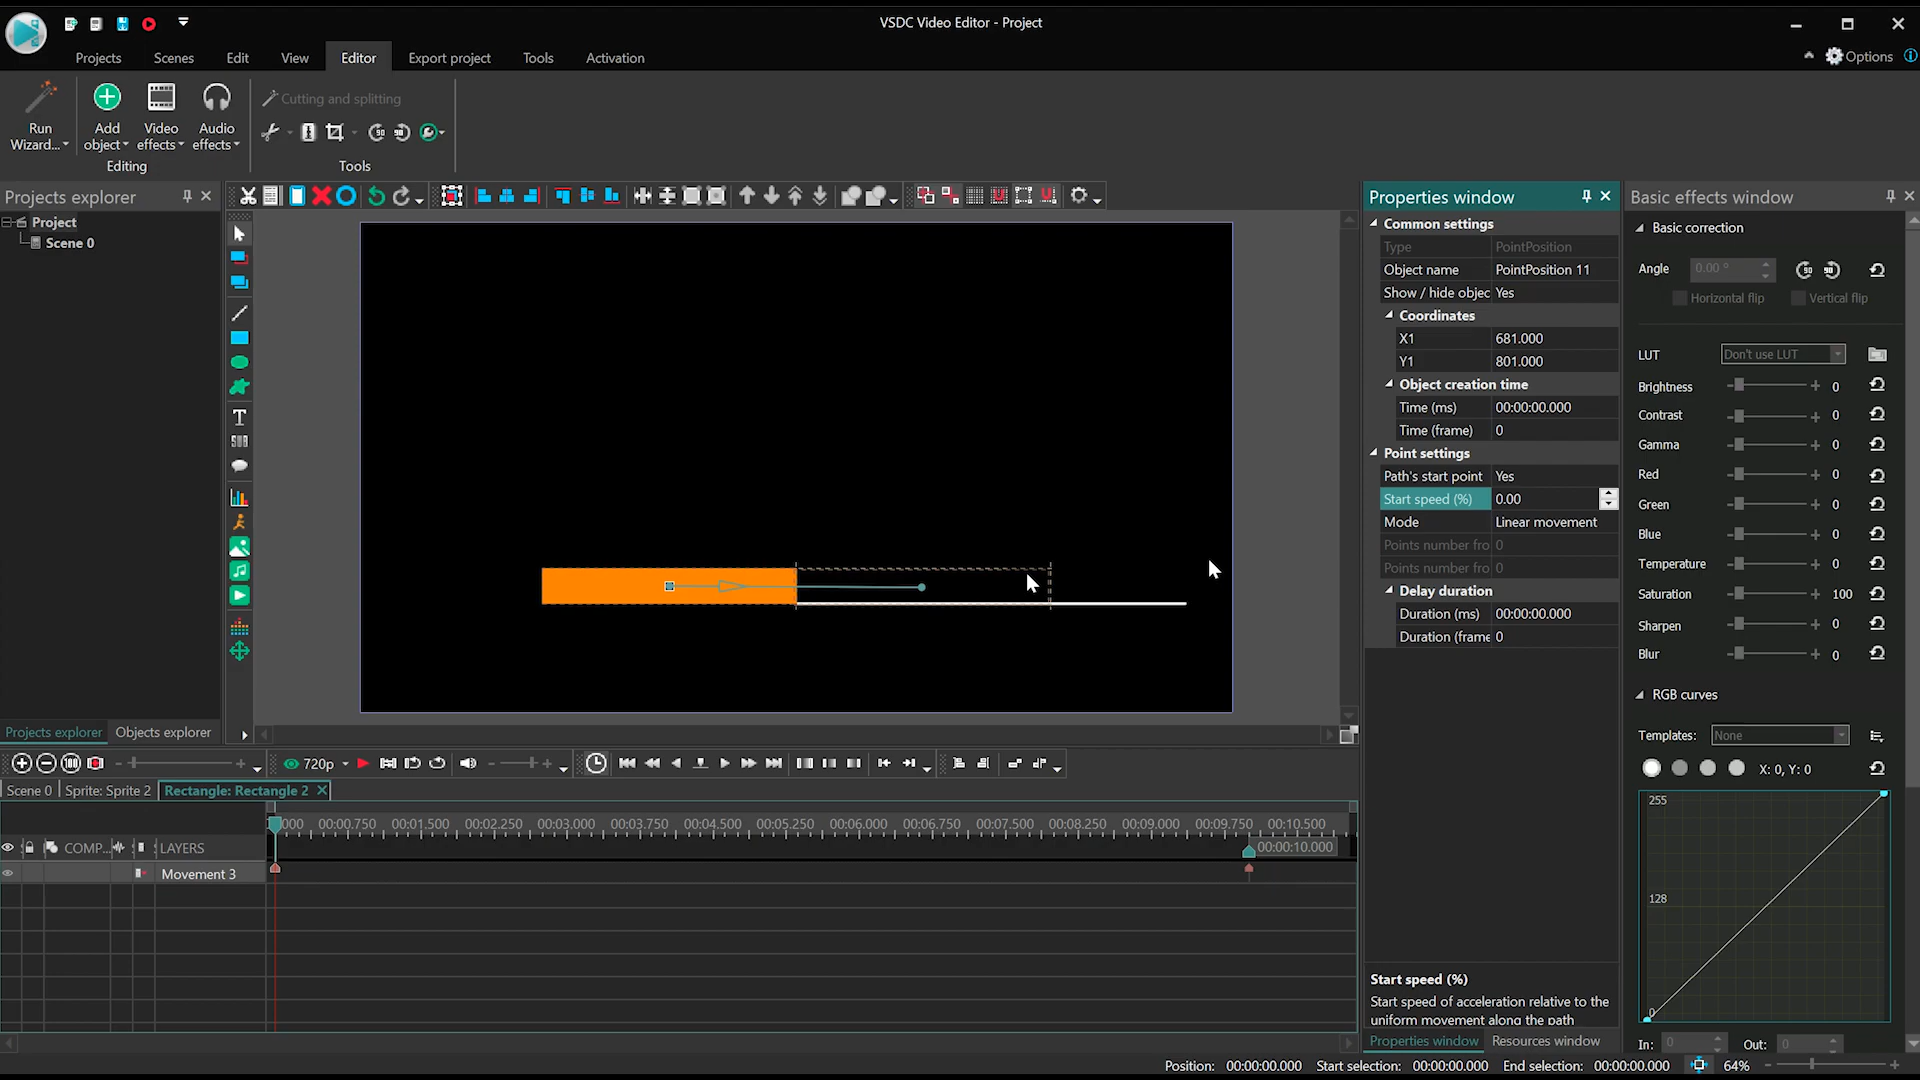 VSDC Video Editor - Project
Projects
Scenes
Edit
View
Editor
Export project
Tools
Activation
Options
Run
Wizard...
Add
object
Video
effects
Audio
effects
Editing
Cutting and splitting
Tools
Projects explorer
Project
Scene 0
Projects explorer
Objects explorer
Properties window
Common settings
Type PointPosition
Object name PointPosition 11
Show / hide objec Yes
Coordinates
X1 681.000
Y1 801.000
Object creation time
Time (ms) 00:00:00.000
Time (frame) 0
Point settings
Path's start point Yes
Start speed (%) 0.00
Mode Linear movement
Points number fro 0
Points number fro 0
Delay duration
Duration (ms) 00:00:00.000
Duration (frame 0
Start speed (%)
Start speed of acceleration relative to the
uniform movement along the path
Properties window
Resources window
Basic effects window
Basic correction
Angle 0.00 °
Horizontal flip
Vertical flip
LUT Don't use LUT
Brightness 0
Contrast 0
Gamma 0
Red 0
Green 0
Blue 0
Temperature 0
Saturation 100
Sharpen 0
Blur 0
RGB curves
Templates: None
X: 0, Y: 0
255
128
0
In: 0
Out: 0
720p
Scene 0
Sprite: Sprite 2
Rectangle: Rectangle 2
000 00:00.750 00:01.500 00:02.250 00:03.000 00:03.750 00:04.500 00:05.250 00:06.000 00:06.750 00:07.500 00:08.250 00:09.000 00:09.750 00:10.500
COMP...
LAYERS
00:00:10.000
Movement 3
Position: 00:00:00.000 Start selection: 00:00:00.000 End selection: 00:00:00.000 64%